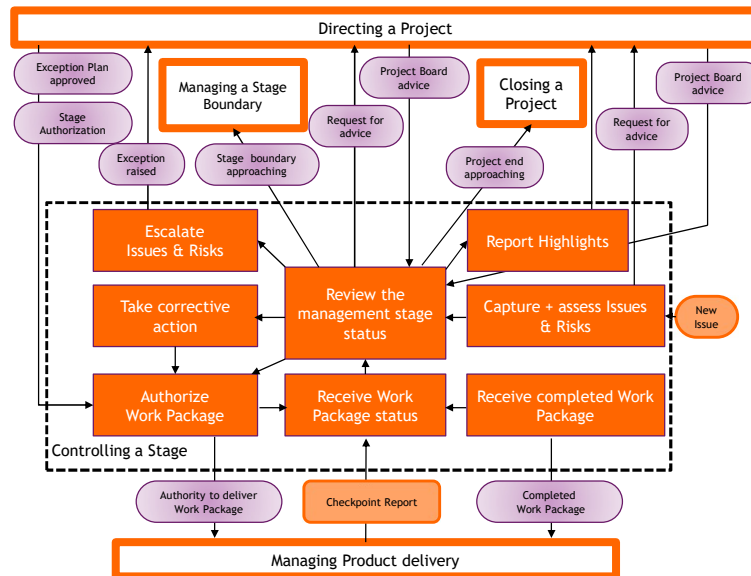 Directing a Project
Exception Plan
approved
Stage
Authorization
Exception
raised
Managing a Stage
Boundary
Stage  boundary
approaching
Request for
advice
Project Board
advice
Closing a
Project
Project end
approaching
Request for
advice
Project Board
advice
Escalate
Issues & Risks
Report Highlights
Take corrective
action
Review the
management stage
status
Capture + assess Issues
& Risks
New
Issue
Authorize
Work Package
Receive Work
Package status
Receive completed Work
Package
Controlling a Stage
Authority to deliver
Work Package
Checkpoint Report
Completed
Work Package
Managing Product delivery